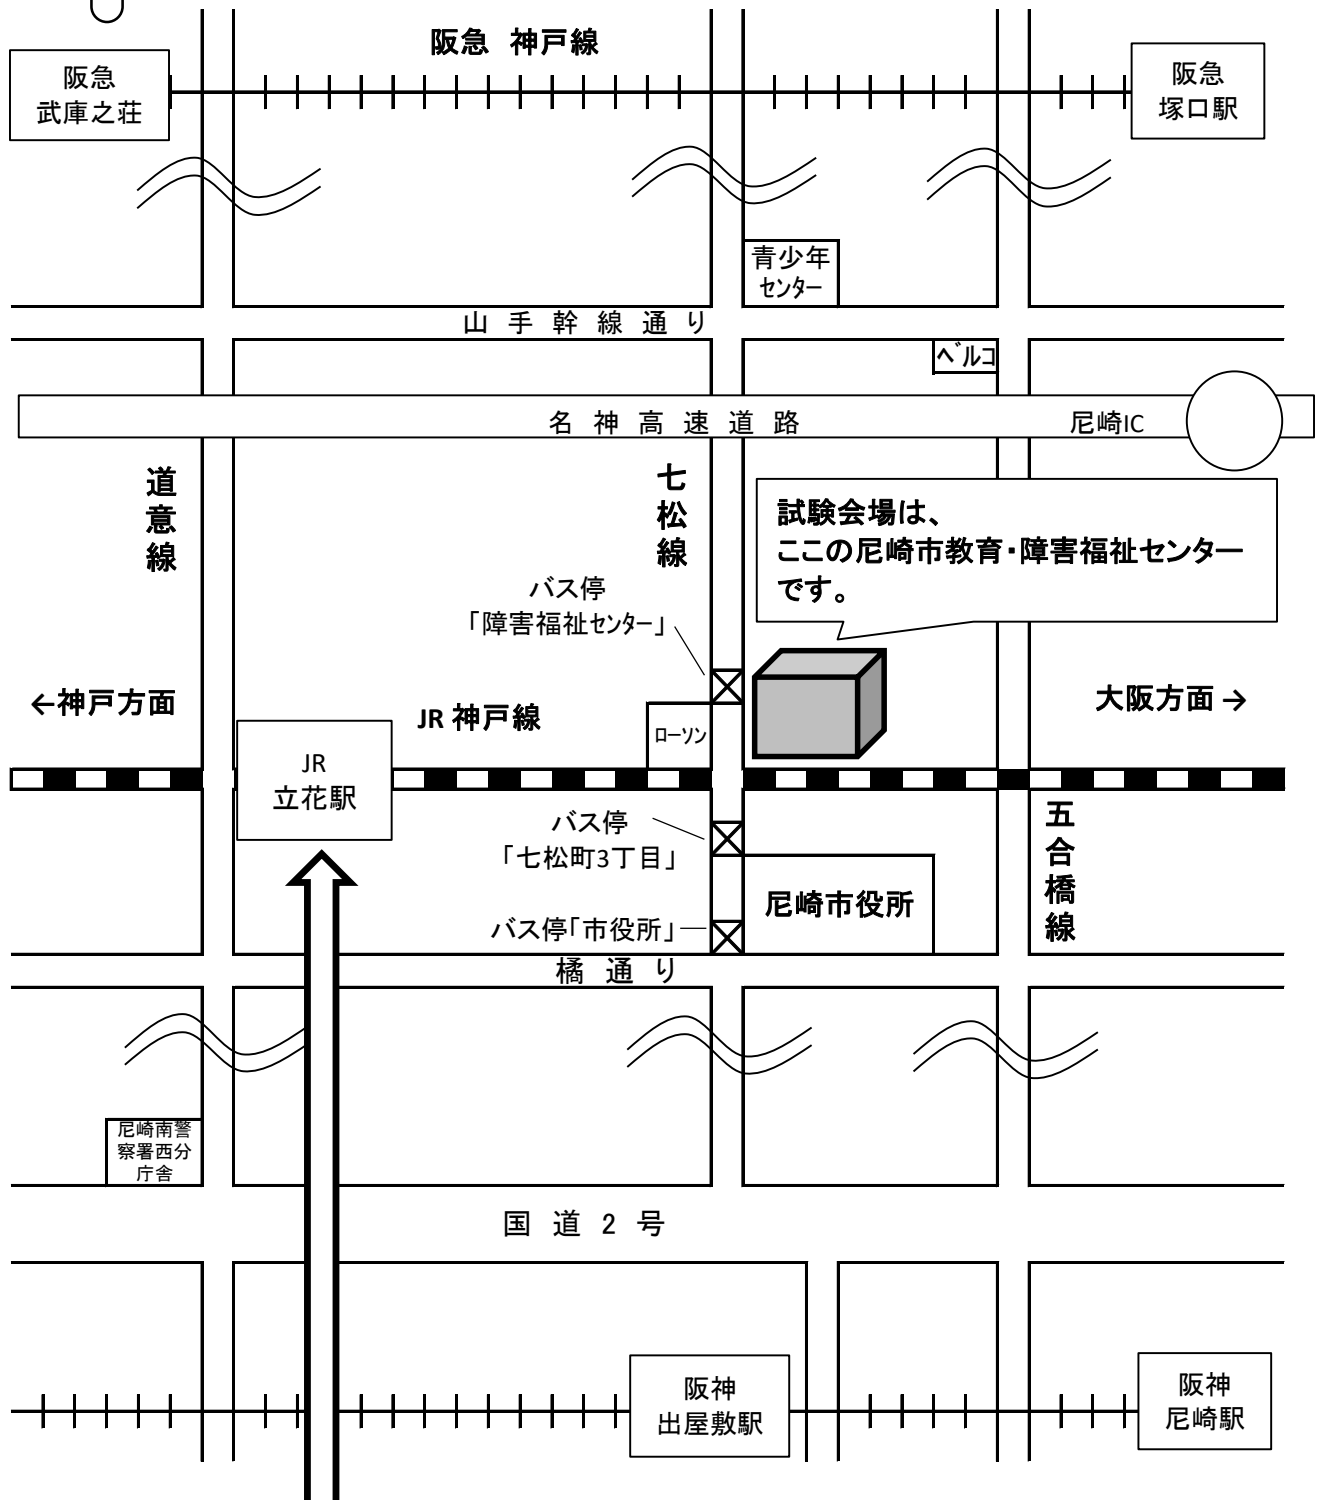 阪急 神戸線
阪急
武庫之荘
阪急
塚口駅
青少年
センター
山手幹線通り
ベルコ
名神高速道路
尼崎IC
道意線
七松線
試験会場は、
ここの尼崎市教育・障害福祉センター
です。
バス停
「障害福祉センター」
←神戸方面
JR 神戸線
ローソン
大阪方面→
JR
立花駅
バス停
「七松町3丁目」
五合橋線
尼崎市役所
バス停「市役所」
橘通り
尼崎南警
察署西分
庁舎
国道2号
阪神
出屋敷駅
阪神
尼崎駅